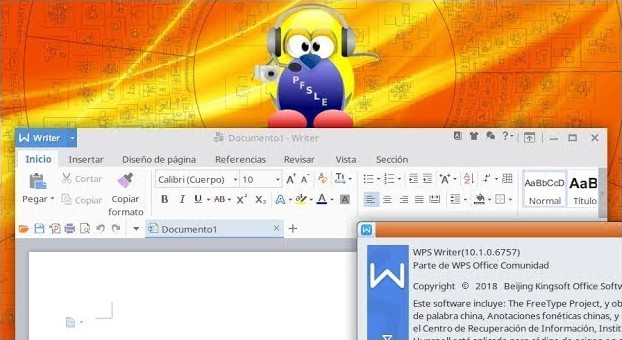 PFSLE
Writer
Documento1 - Writer
Inicio Insertar Diseño de página Referencias Revisar Vista Sección
Cortar
Calibri (Cuerpo) 10
AaBbCcD AaB
Pegar Copiar Copiar
formato
B I U AB X² X₂ A A A
Normal Título
Documento1
WPS Writer(10.1.0.6757)
Parte de WPS Office Comunidad
Copyright © 2018 Beijing Kingsoft Office Softw
Este software incluye: The FreeType Project, y ob
de palabra china, Anotaciones fonéticas chinas, y
el Centro de Recuperación de Información, Instit